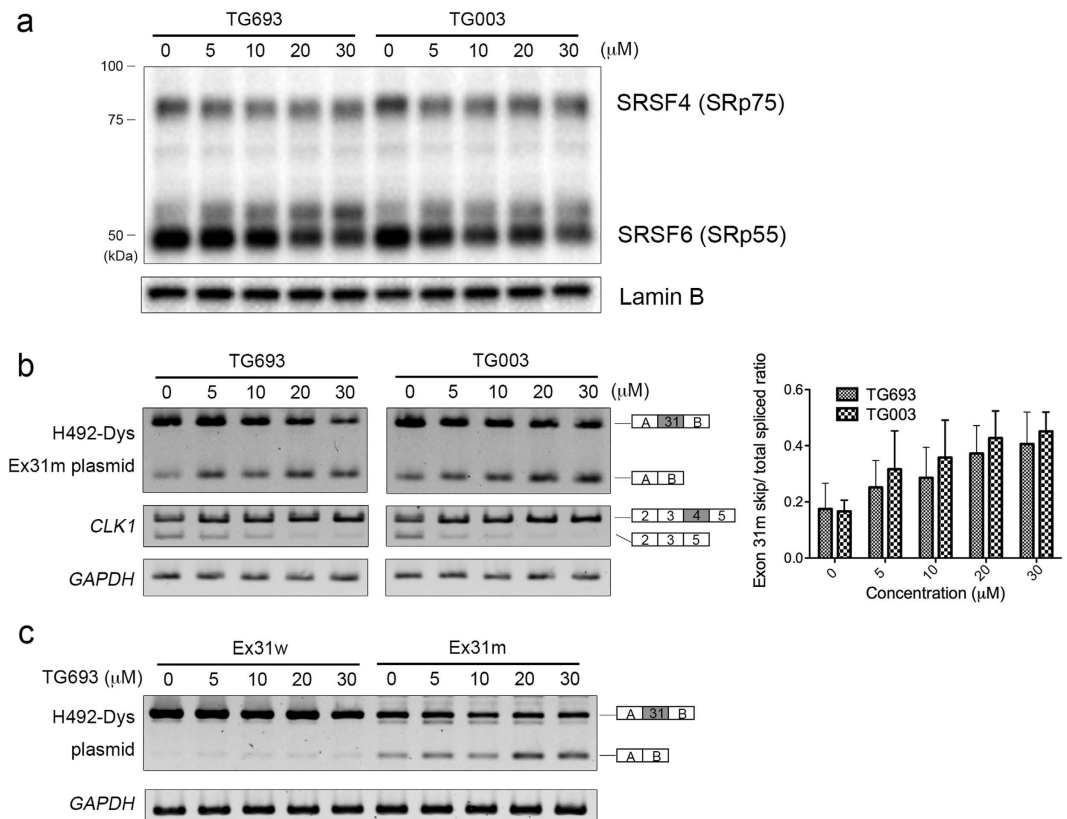 a
TG693 TG003
0 5 10 20 30 0 5 10 20 30 (μM)
100
75
50
(kDa)
SRSF4 (SRp75)
SRSF6 (SRp55)
Lamin B
b
TG693 TG003
0 5 10 20 30 0 5 10 20 30 (μM)
H492-Dys
Ex31m plasmid
A 31 B
A B
CLK1
2 3 4 5
2 3 5
GAPDH
Exon 31m skip/ total spliced ratio
0.6
0.4
0.2
0.0
TG693
TG003
0 5 10 20 30
Concentration (μM)
c
Ex31w Ex31m
TG693 (μM) 0 5 10 20 30 0 5 10 20 30
H492-Dys
plasmid
A 31 B
A B
GAPDH